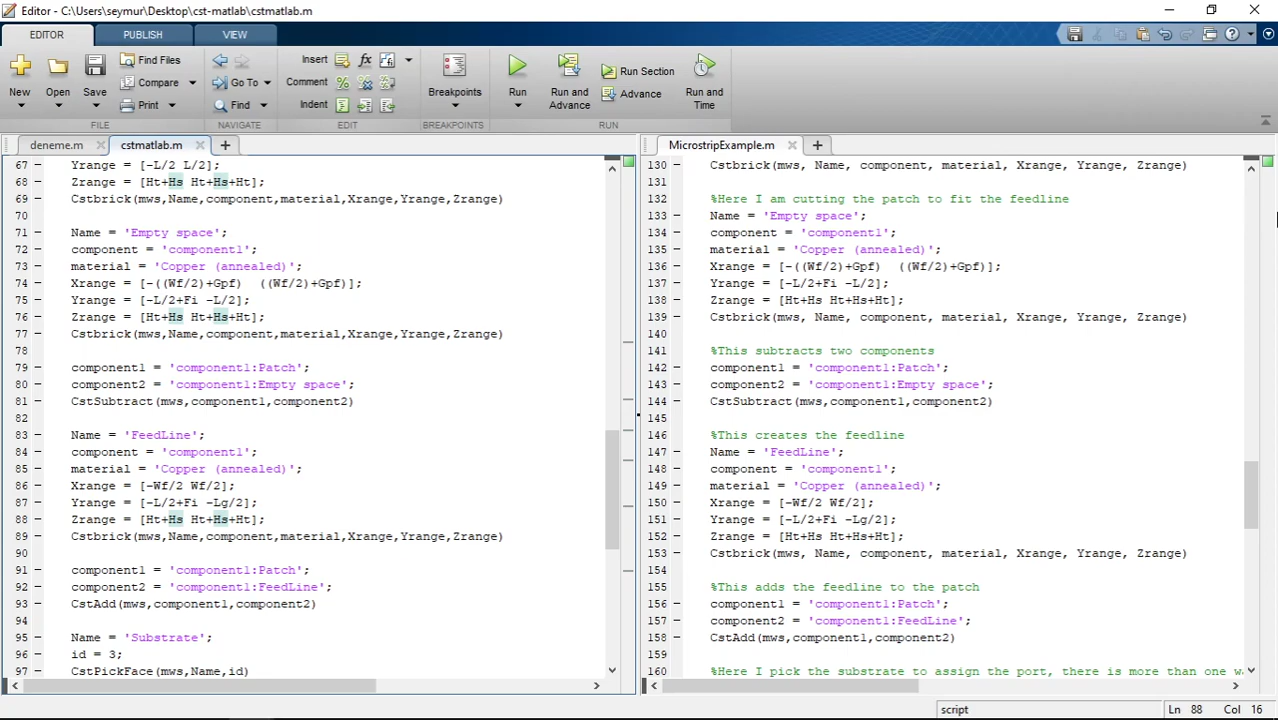 Editor - C:\Users\seymur\Desktop\cst-matlab\cstmatlab.m
EDITOR PUBLISH VIEW
New
Open
Save
Find Files
Compare
Print
FILE
Go To
Find
NAVIGATE
Insert
Comment
Indent
EDIT
Breakpoints
BREAKPOINTS
Run
Run and
Advance
Run Section
Advance
Run and
Time
RUN
deneme.m cstmatlab.m
67 Yrange = [-L/2 L/2];
68 Zrange = [Ht+Hs Ht+Hs+Ht];
69 Cstbrick(mws,Name,component,material,Xrange,Yrange,Zrange)
70
71 Name = 'Empty space';
72 component = 'component1';
73 material = 'Copper (annealed)';
74 Xrange = [-((Wf/2)+Gpf)  ((Wf/2)+Gpf)];
75 Yrange = [-L/2+Fi -L/2];
76 Zrange = [Ht+Hs Ht+Hs+Ht];
77 Cstbrick(mws,Name,component,material,Xrange,Yrange,Zrange)
78
79 component1 = 'component1:Patch';
80 component2 = 'component1:Empty space';
81 CstSubtract(mws,component1,component2)
82
83 Name = 'FeedLine';
84 component = 'component1';
85 material = 'Copper (annealed)';
86 Xrange = [-Wf/2 Wf/2];
87 Yrange = [-L/2+Fi -Lg/2];
88 Zrange = [Ht+Hs Ht+Hs+Ht];
89 Cstbrick(mws,Name,component,material,Xrange,Yrange,Zrange)
90
91 component1 = 'component1:Patch';
92 component2 = 'component1:FeedLine';
93 CstAdd(mws,component1,component2)
94
95 Name = 'Substrate';
96 id = 3;
97 CstPickFace(mws,Name,id)
MicrostripExample.m
130 Cstbrick(mws, Name, component, material, Xrange, Yrange, Zrange)
131
132 %Here I am cutting the patch to fit the feedline
133 Name = 'Empty space';
134 component = 'component1';
135 material = 'Copper (annealed)';
136 Xrange = [-((Wf/2)+Gpf)  ((Wf/2)+Gpf)];
137 Yrange = [-L/2+Fi -L/2];
138 Zrange = [Ht+Hs Ht+Hs+Ht];
139 Cstbrick(mws, Name, component, material, Xrange, Yrange, Zrange)
140
141 %This subtracts two components
142 component1 = 'component1:Patch';
143 component2 = 'component1:Empty space';
144 CstSubtract(mws,component1,component2)
145
146 %This creates the feedline
147 Name = 'FeedLine';
148 component = 'component1';
149 material = 'Copper (annealed)';
150 Xrange = [-Wf/2 Wf/2];
151 Yrange = [-L/2+Fi -Lg/2];
152 Zrange = [Ht+Hs Ht+Hs+Ht];
153 Cstbrick(mws, Name, component, material, Xrange, Yrange, Zrange)
154
155 %This adds the feedline to the patch
156 component1 = 'component1:Patch';
157 component2 = 'component1:FeedLine';
158 CstAdd(mws,component1,component2)
159
160 %Here I pick the substrate to assign the port, there is more than one w
script Ln 88 Col 16